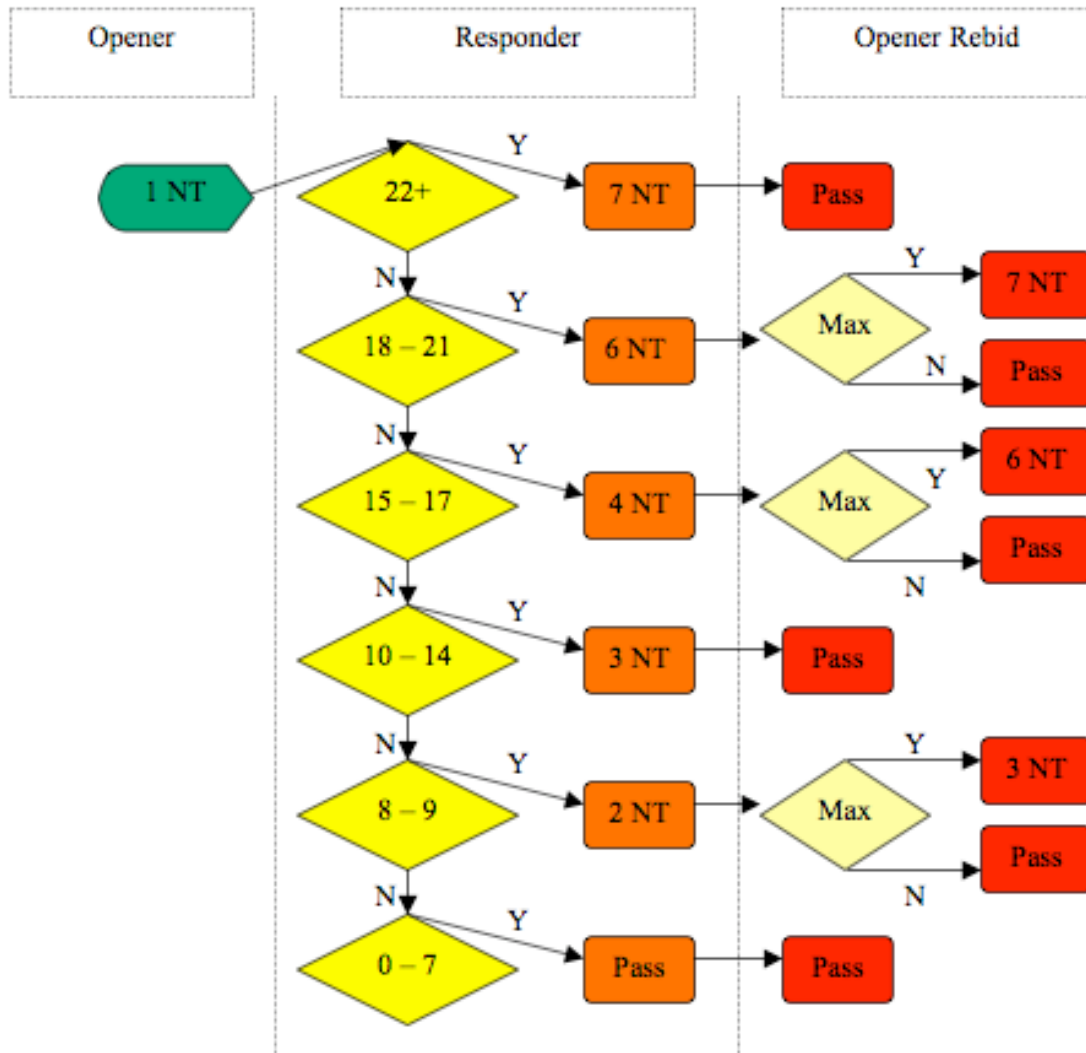 Opener
Responder
Opener Rebid
1 NT
22+
Y
7 NT
Pass
N
18 – 21
Y
6 NT
Max
Y
7 NT
N
Pass
N
15 – 17
Y
4 NT
Max
Y
6 NT
N
Pass
N
10 – 14
Y
3 NT
Pass
N
8 – 9
Y
2 NT
Max
Y
3 NT
N
Pass
N
0 – 7
Y
Pass
Pass